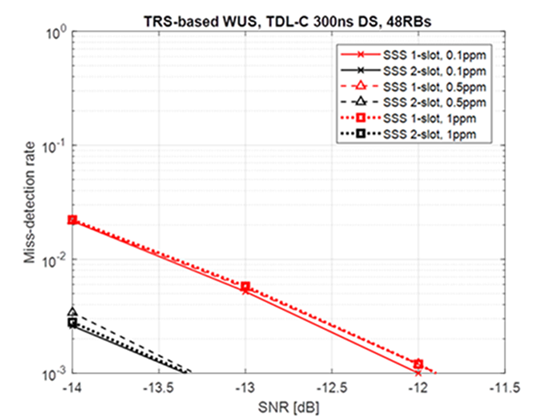 TRS-based WUS, TDL-C 300ns DS, 48RBs
10^0
SSS 1-slot, 0.1ppm
SSS 2-slot, 0.1ppm
SSS 1-slot, 0.5ppm
SSS 2-slot, 0.5ppm
SSS 1-slot, 1ppm
SSS 2-slot, 1ppm
10^-1
Miss-detection rate
10^-2
10^-3
-14 -13.5 -13 -12.5 -12 -11.5
SNR [dB]